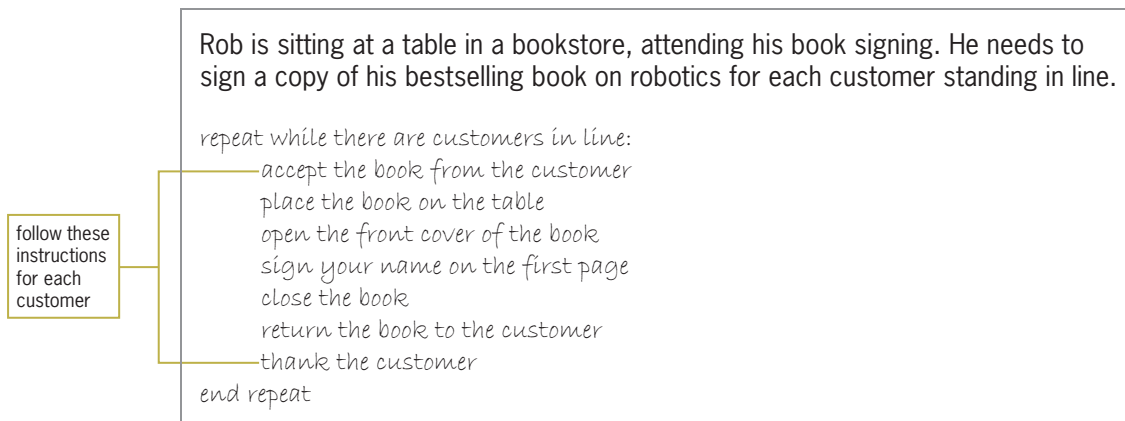 Rob is sitting at a table in a bookstore, attending his book signing. He needs to
sign a copy of his bestselling book on robotics for each customer standing in line.
repeat while there are customers in line:
accept the book from the customer
place the book on the table
open the front cover of the book
sign your name on the first page
close the book
return the book to the customer
thank the customer
end repeat
follow these
instructions
for each
customer